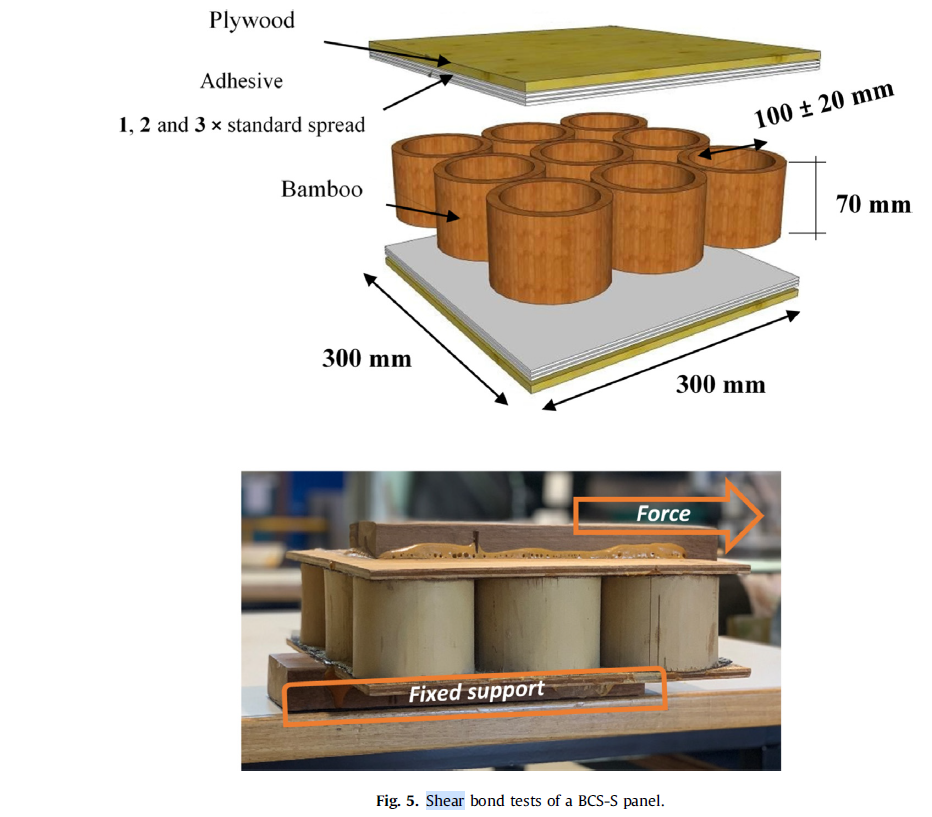 Plywood
Adhesive
1, 2 and 3 × standard spread
100 ± 20 mm
Bamboo
70 mm
300 mm
300 mm
Force
Fixed support
Fig. 5. Shear bond tests of a BCS-S panel.